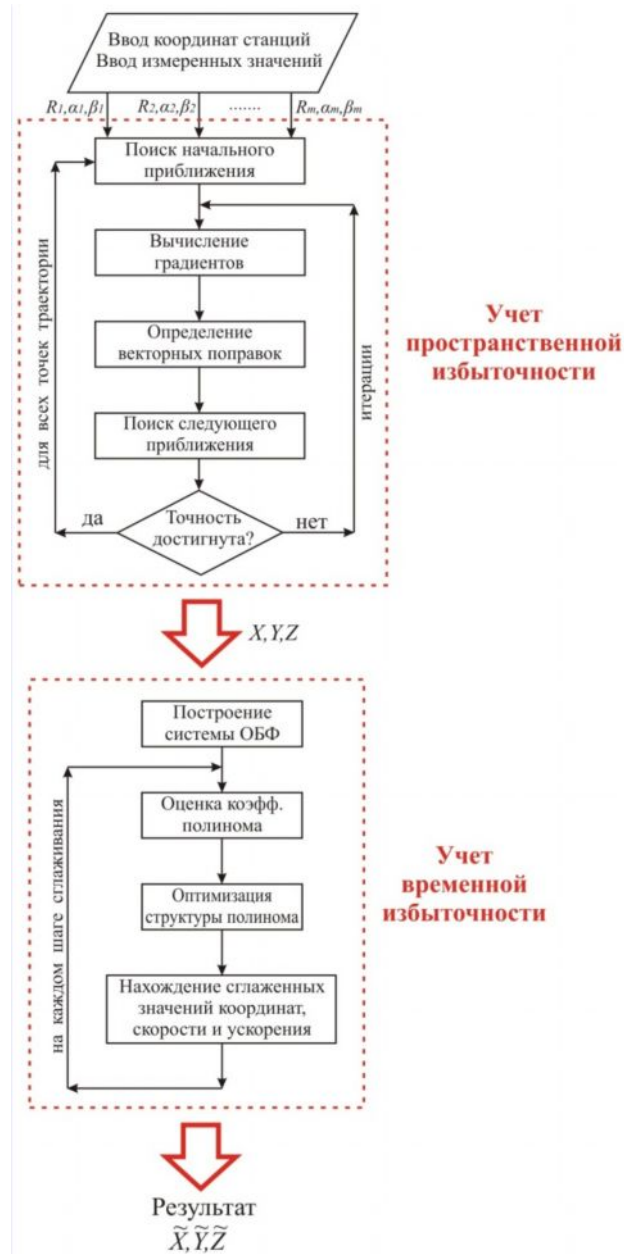 Ввод координат станций
Ввод измеренных значений
R1,α1,β1 R2,α2,β2 ....... Rm,αm,βm
Поиск начального
приближения
Вычисление
градиентов
Определение
векторных поправок
Поиск следующего
приближения
Точность
достигнута?
да
нет
для всех точек траектории
итерации
Учет
пространственной
избыточности
X,Y,Z
Построение
системы ОБФ
Оценка коэфф.
полинома
Оптимизация
структуры полинома
Нахождение сглаженных
значений координат,
скорости и ускорения
на каждом шаге сглаживания
Учет
временной
избыточности
Результат
X̃,Ỹ,Z̃